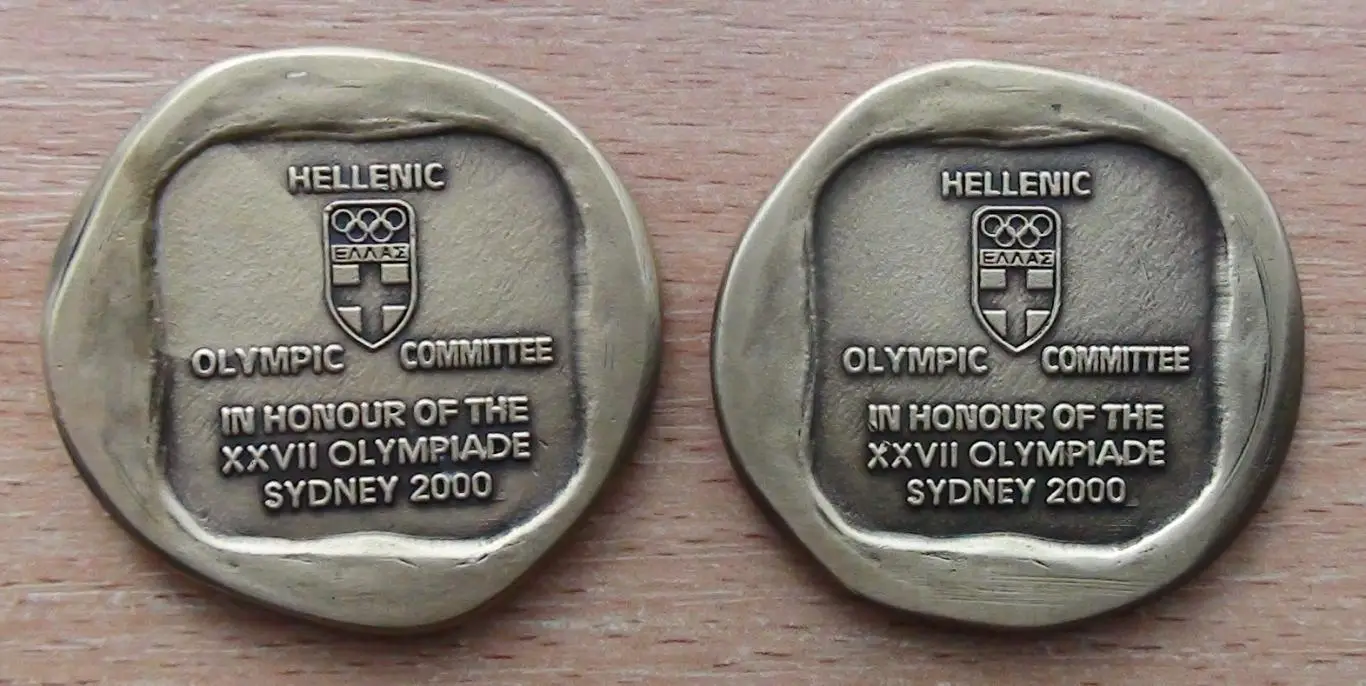 HELLENIC
ΕΛΛΑΣ
OLYMPIC COMMITTEE
IN HONOUR OF THE
XXVII OLYMPIADE
SYDNEY 2000
HELLENIC
ΕΛΛΑΣ
OLYMPIC COMMITTEE
IN HONOUR OF THE
XXVII OLYMPIADE
SYDNEY 2000